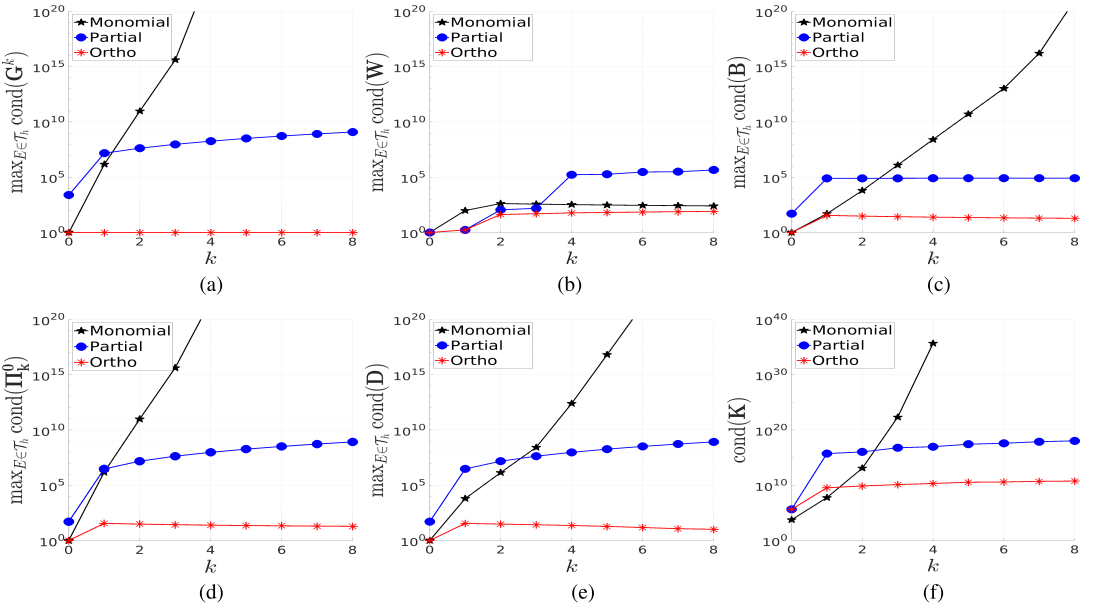 10^20
10^15
10^10
10^5
10^0
0 2 4 6 8
max_{E∈𝒯_h} cond(G^k)
k
Monomial
Partial
Ortho
(a)
10^20
10^15
10^10
10^5
10^0
0 2 4 6 8
max_{E∈𝒯_h} cond(W)
k
Monomial
Partial
Ortho
(b)
10^20
10^15
10^10
10^5
10^0
0 2 4 6 8
max_{E∈𝒯_h} cond(B)
k
Monomial
Partial
Ortho
(c)
10^20
10^15
10^10
10^5
10^0
0 2 4 6 8
max_{E∈𝒯_h} cond(Π_k^0)
k
Monomial
Partial
Ortho
(d)
10^20
10^15
10^10
10^5
10^0
0 2 4 6 8
max_{E∈𝒯_h} cond(D)
k
Monomial
Partial
Ortho
(e)
10^40
10^30
10^20
10^10
10^0
0 2 4 6 8
cond(K)
k
Monomial
Partial
Ortho
(f)